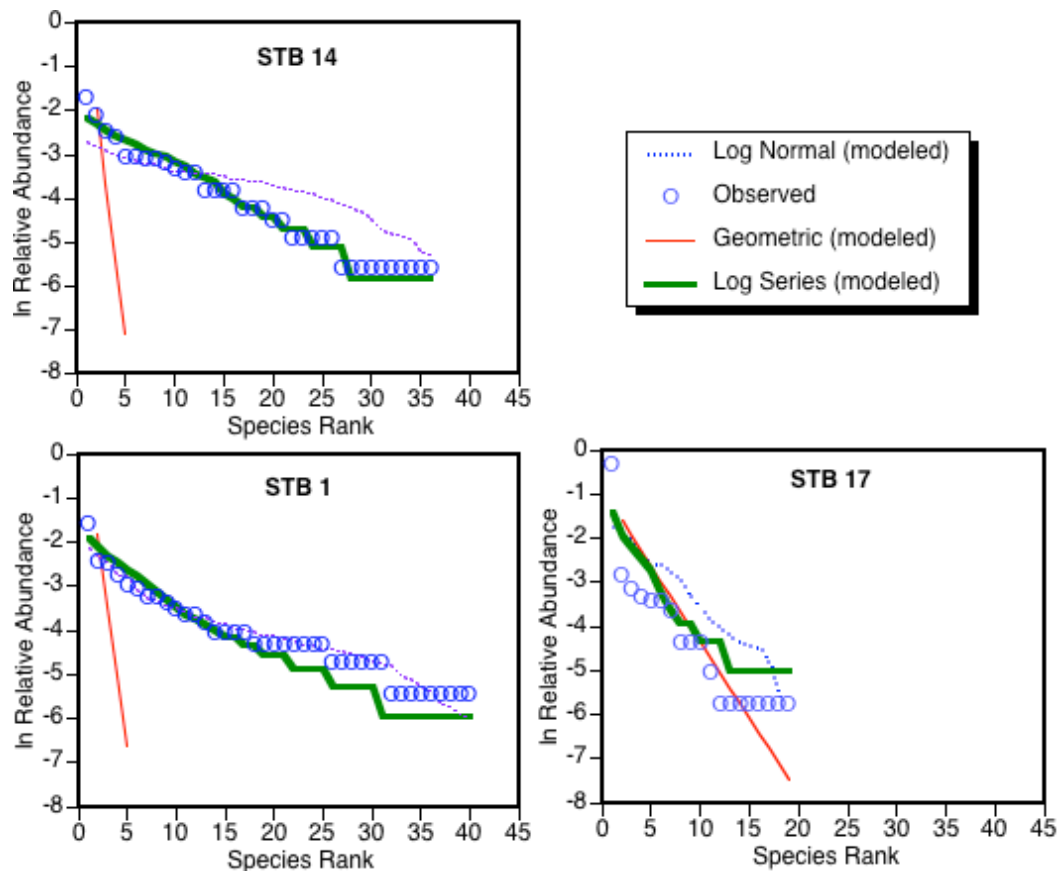 STB 14
ln Relative Abundance
0
-1
-2
-3
-4
-5
-6
-7
-8
0 5 10 15 20 25 30 35 40 45
Species Rank
Log Normal (modeled)
Observed
Geometric (modeled)
Log Series (modeled)
STB 1
ln Relative Abundance
0
-1
-2
-3
-4
-5
-6
-7
-8
0 5 10 15 20 25 30 35 40 45
Species Rank
STB 17
ln Relative Abundance
0
-1
-2
-3
-4
-5
-6
-7
-8
0 5 10 15 20 25 30 35 40 45
Species Rank